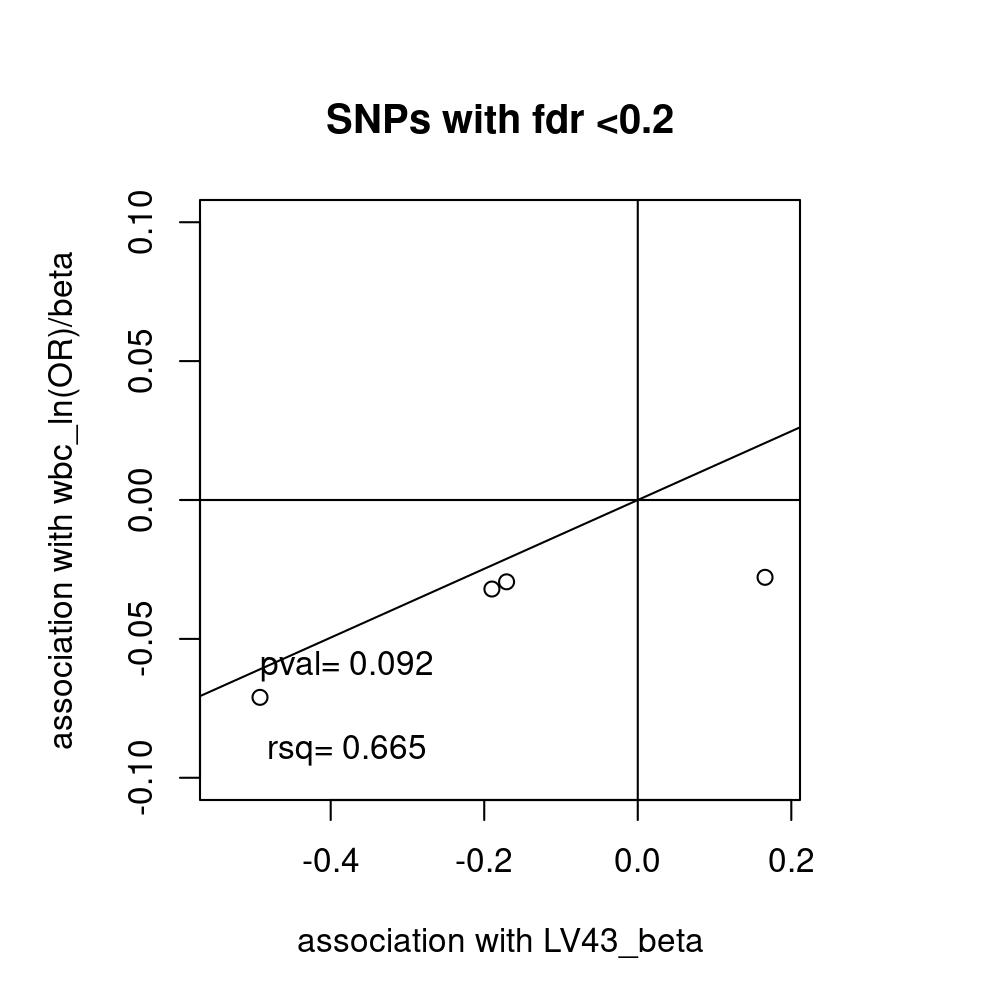 SNPs with fdr <0.2
association with wbc_ln(OR)/beta
0.10
0.05
0.00
-0.05
-0.10
pval= 0.092
rsq= 0.665
-0.4
-0.2
0.0
0.2
association with LV43_beta